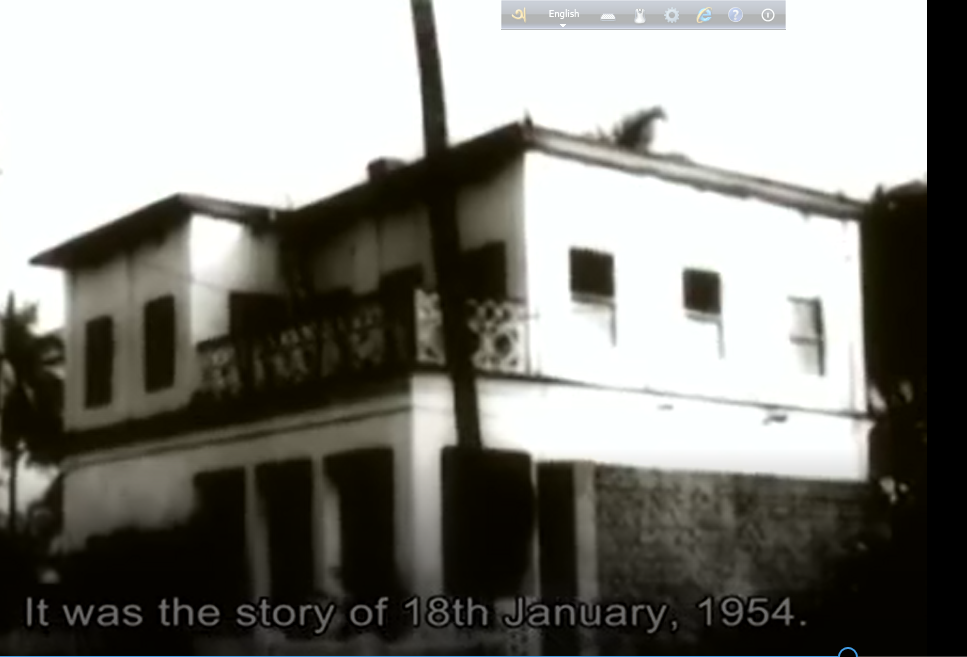 অ English
It was the story of 18th January, 1954.